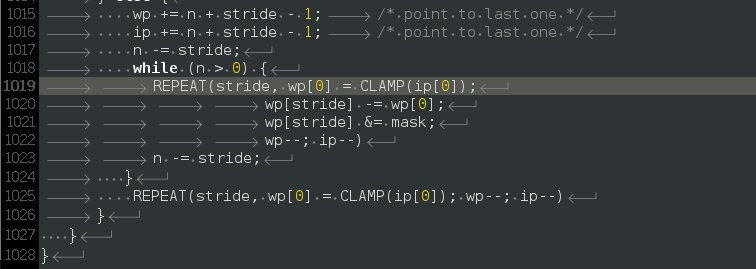 1015 wp += n + stride - 1; /* point to last one */
1016 ip += n + stride - 1; /* point to last one */
1017 n -= stride;
1018 while (n > 0) {
1019 REPEAT(stride, wp[0] = CLAMP(ip[0]);
1020 wp[stride] -= wp[0];
1021 wp[stride] &= mask;
1022 wp--; ip--)
1023 n -= stride;
1024 }
1025 REPEAT(stride, wp[0] = CLAMP(ip[0]); wp--; ip--)
1026 }
1027 }
1028 }